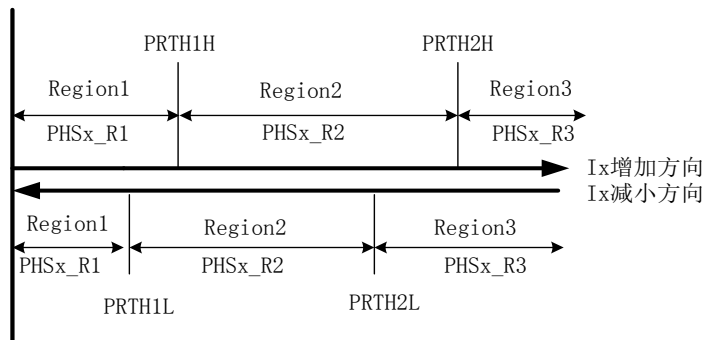 PRTH1H PRTH2H
Region1 Region2 Region3
PHSx_R1 PHSx_R2 PHSx_R3
Ix增加方向
Ix减小方向
Region1 Region2 Region3
PHSx_R1 PHSx_R2 PHSx_R3
PRTH1L PRTH2L